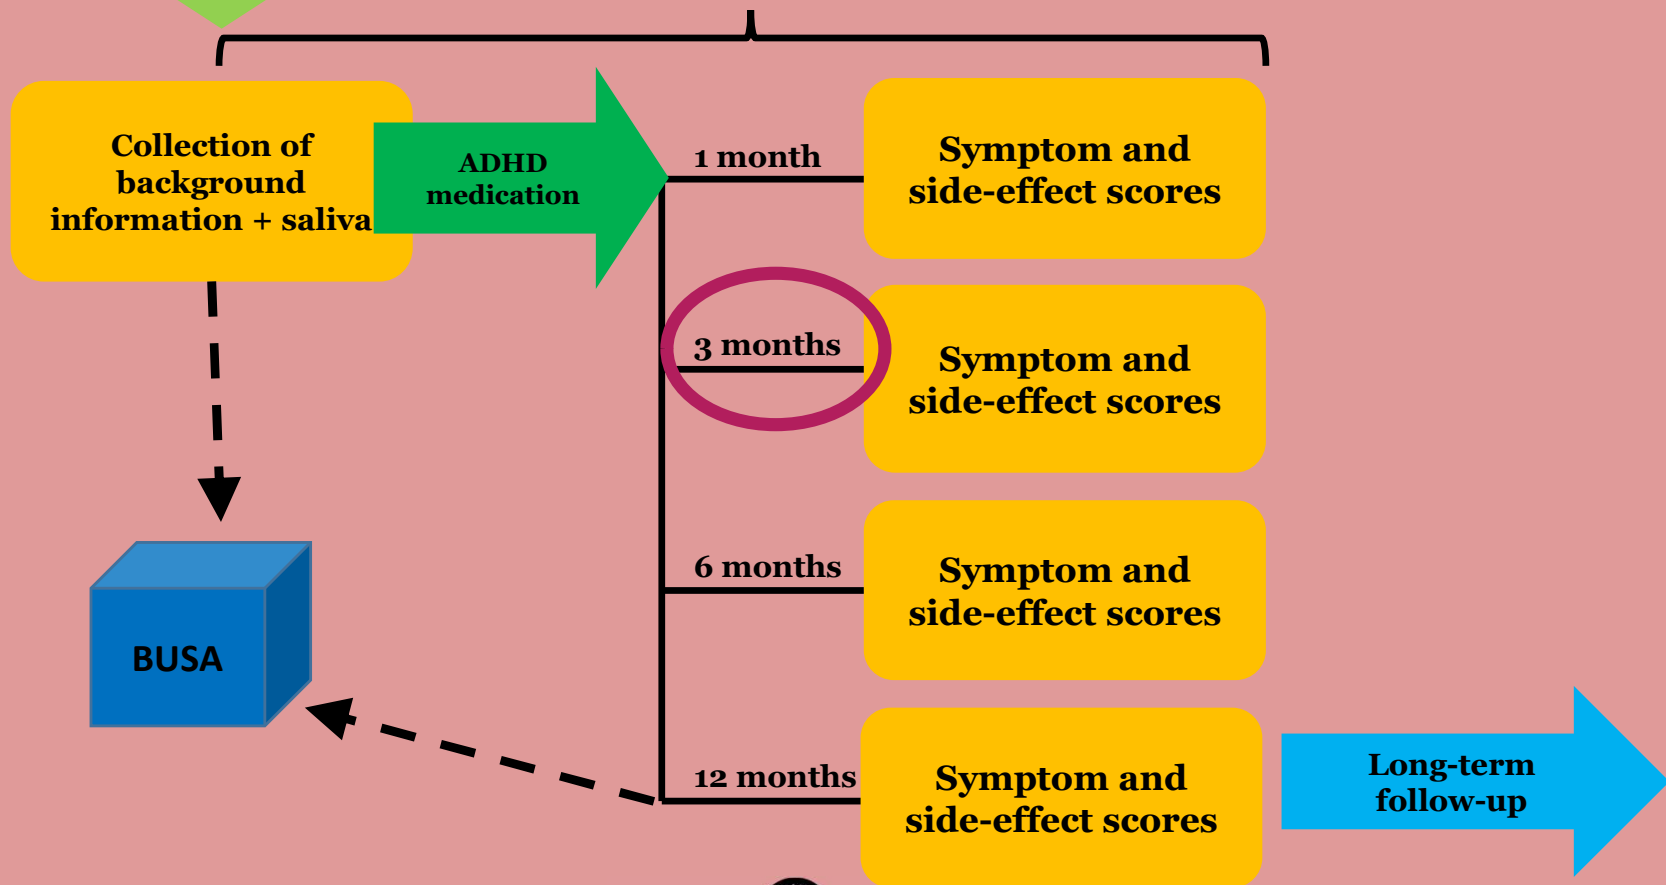 Collection of
background
information + saliva
ADHD
medication
1 month
Symptom and
side-effect scores
3 months
Symptom and
side-effect scores
6 months
Symptom and
side-effect scores
BUSA
12 months
Symptom and
side-effect scores
Long-term
follow-up